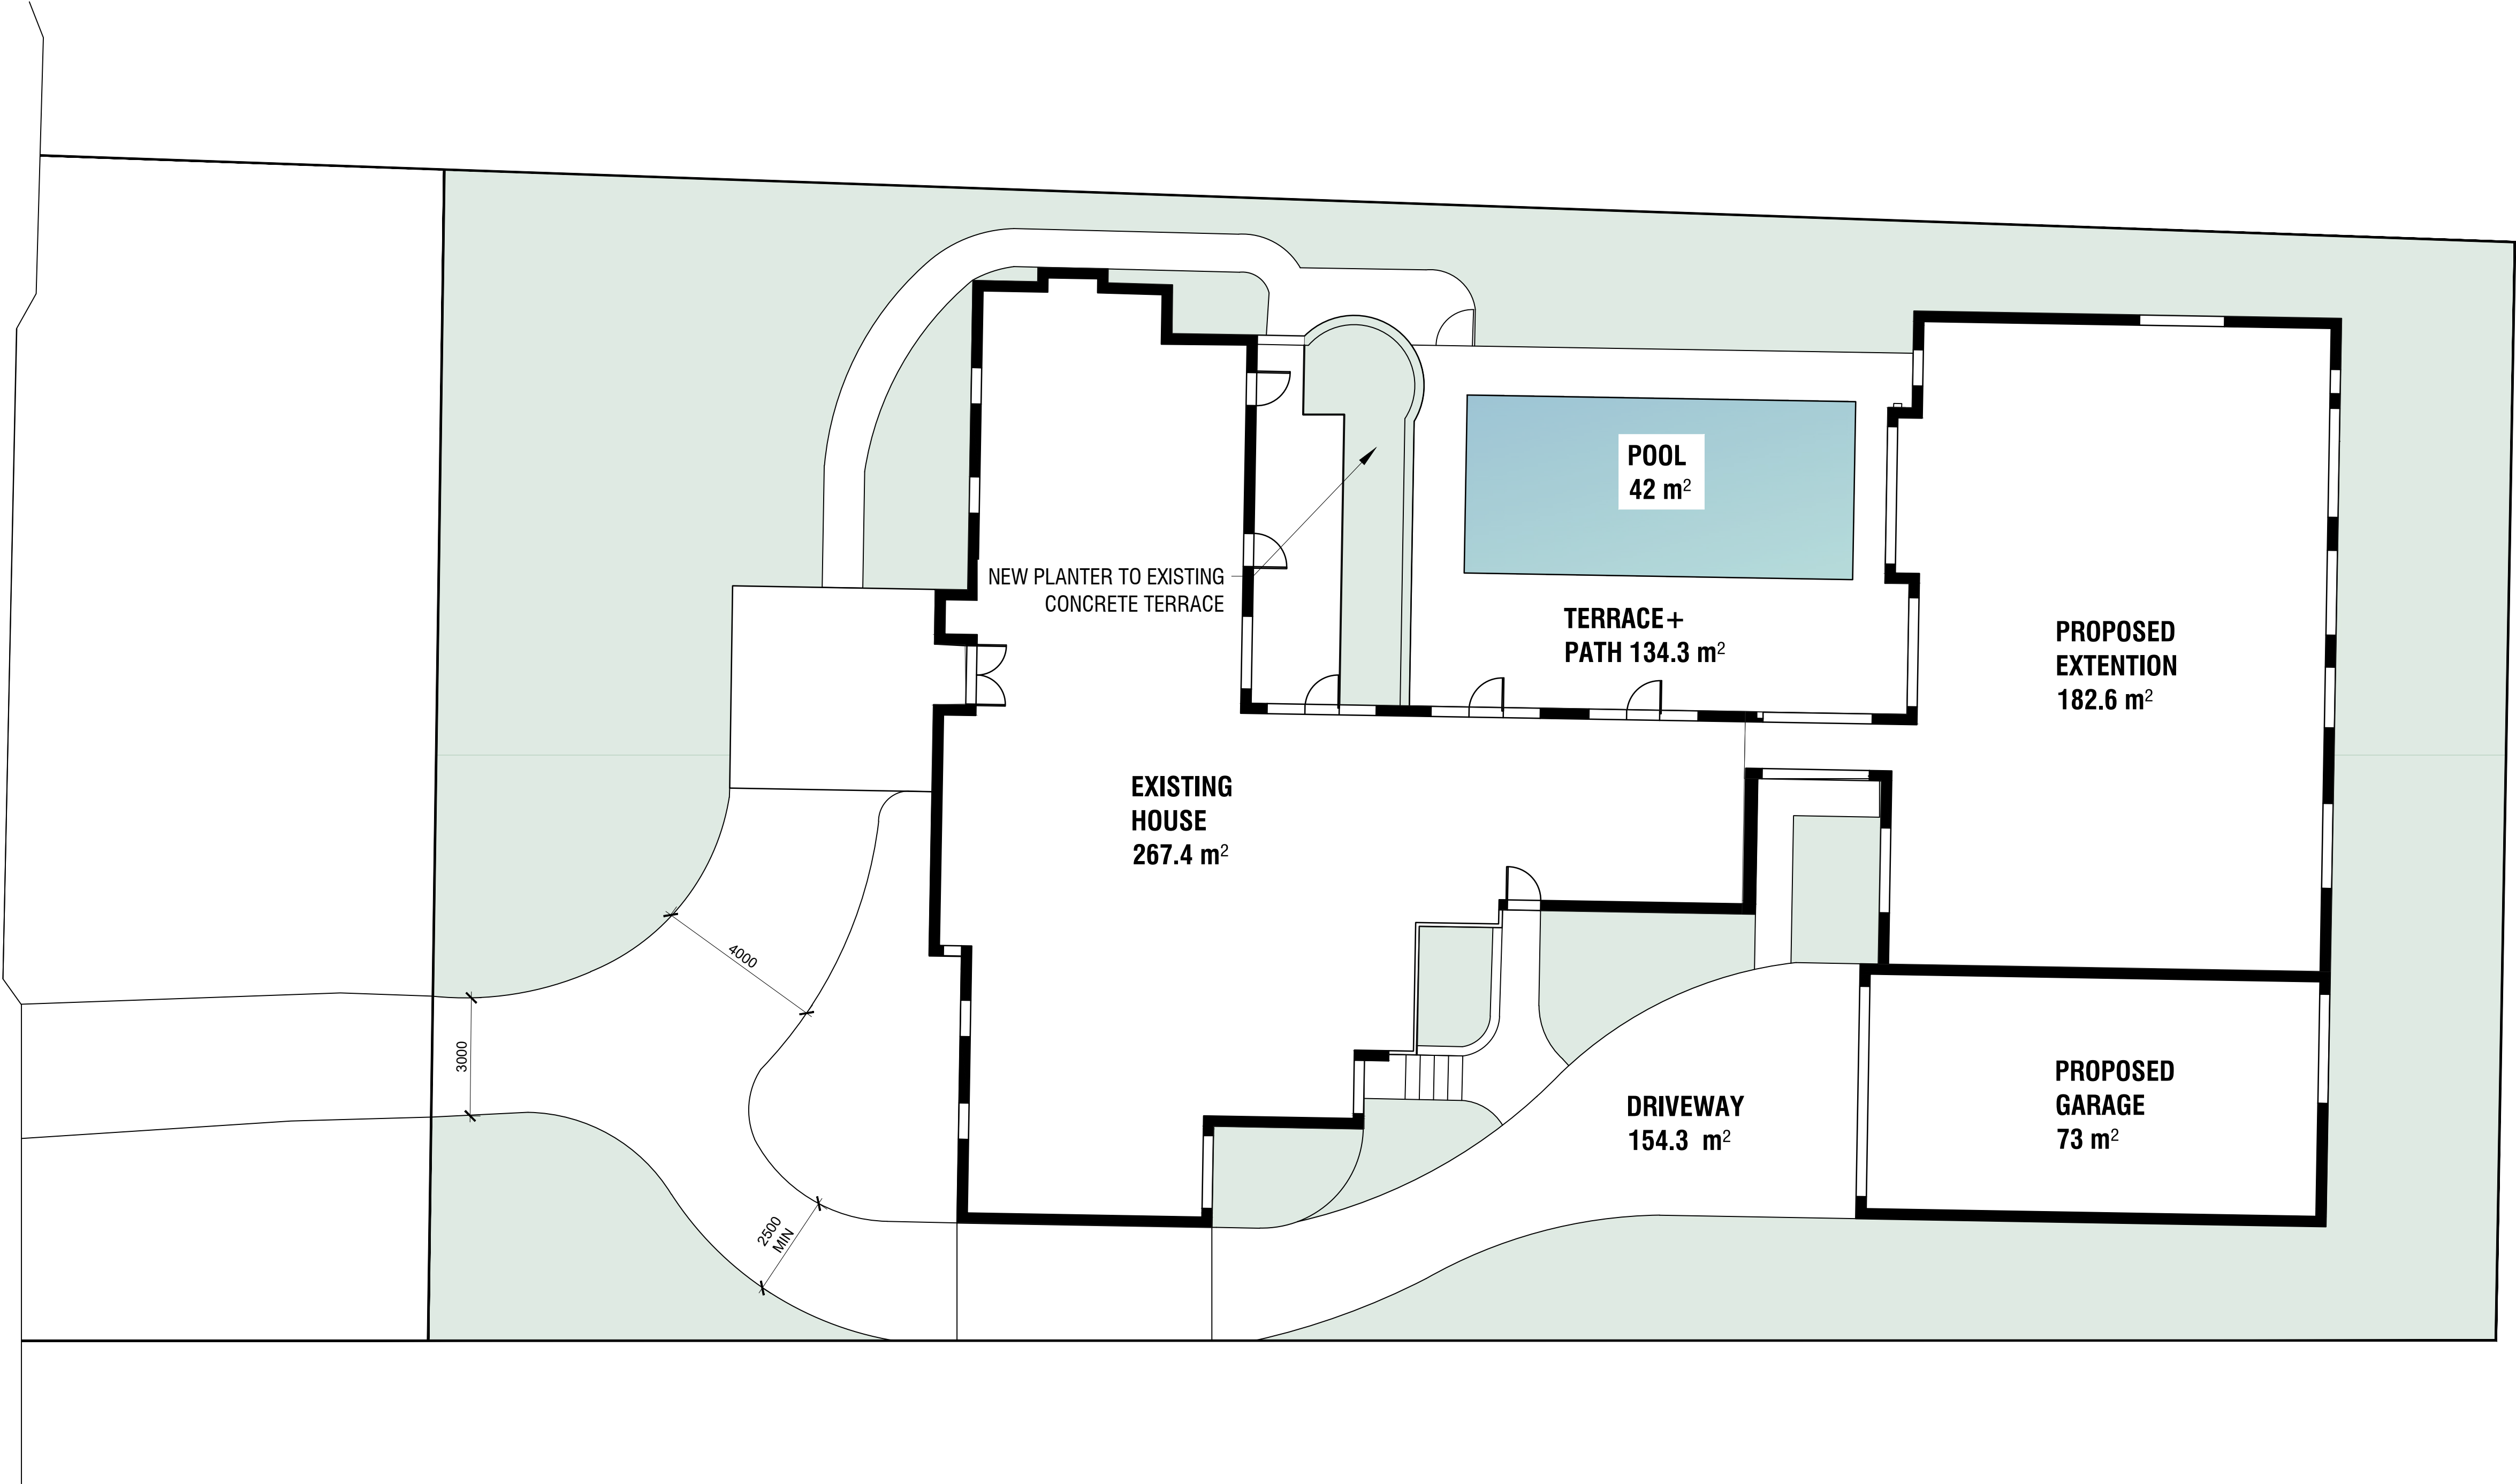 POOL
42 m²
NEW PLANTER TO EXISTING
CONCRETE TERRACE
TERRACE+
PATH 134.3 m²
PROPOSED
EXTENTION
182.6 m²
EXISTING
HOUSE
267.4 m²
4000
3000
2500
MIN
DRIVEWAY
154.3 m²
PROPOSED
GARAGE
73 m²